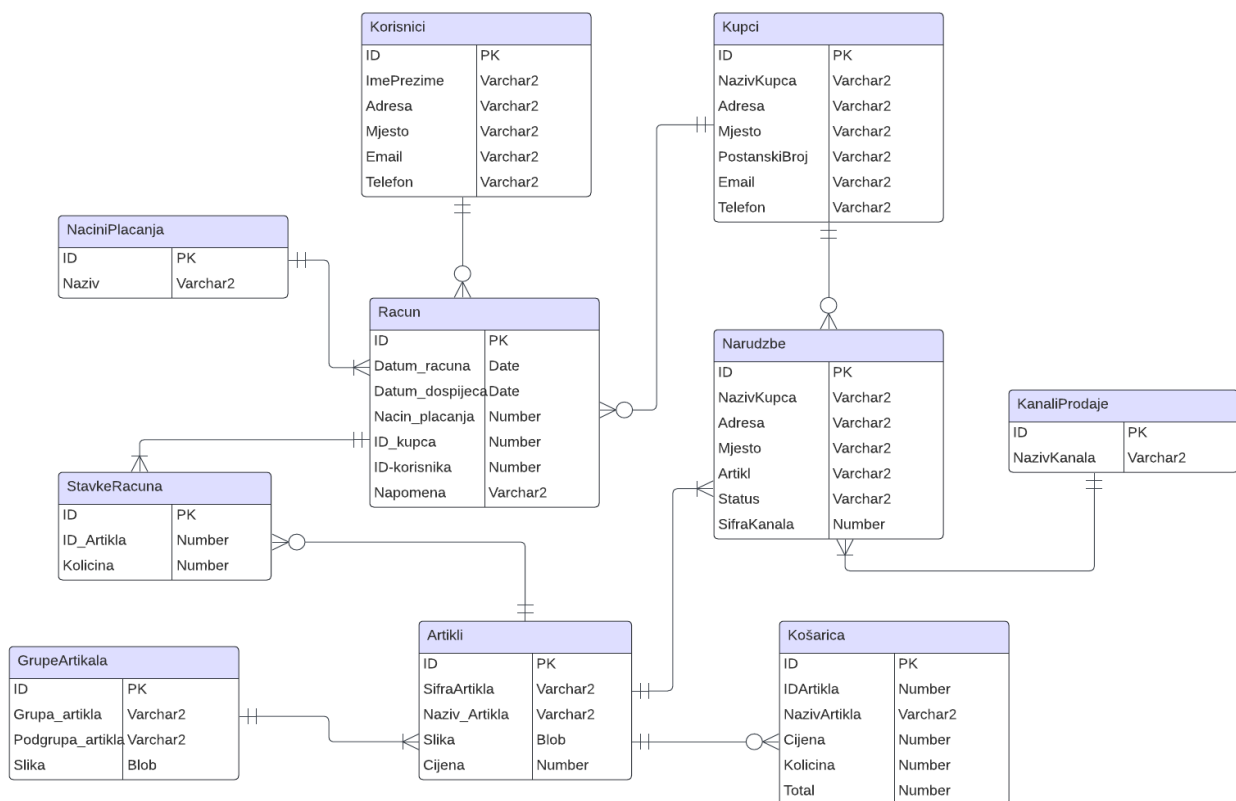 Korisnici
ID PK
ImePrezime Varchar2
Adresa Varchar2
Mjesto Varchar2
Email Varchar2
Telefon Varchar2
Kupci
ID PK
NazivKupca Varchar2
Adresa Varchar2
Mjesto Varchar2
PostanskiBroj Varchar2
Email Varchar2
Telefon Varchar2
NaciniPlacanja
ID PK
Naziv Varchar2
Racun
ID PK
Datum_racuna Date
Datum_dospijeca Date
Nacin_placanja Number
ID_kupca Number
ID-korisnika Number
Napomena Varchar2
Narudzbe
ID PK
NazivKupca Varchar2
Adresa Varchar2
Mjesto Varchar2
Artikl Varchar2
Status Varchar2
SifraKanala Number
KanaliProdaje
ID PK
NazivKanala Varchar2
StavkeRacuna
ID PK
ID_Artikla Number
Kolicina Number
GrupeArtikala
ID PK
Grupa_artikla Varchar2
Podgrupa_artikla Varchar2
Slika Blob
Artikli
ID PK
SifraArtikla Varchar2
Naziv_Artikla Varchar2
Slika Blob
Cijena Number
Košarica
ID PK
IDArtikla Number
NazivArtikla Varchar2
Cijena Number
Kolicina Number
Total Number